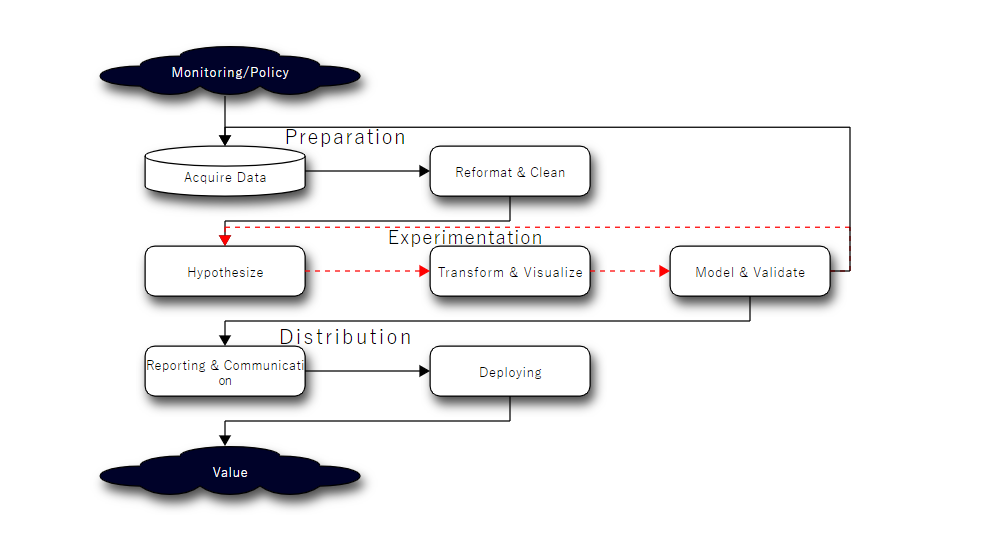 Monitoring/Policy
Preparation
Acquire Data
Reformat & Clean
Experimentation
Hypothesize
Transform & Visualize
Model & Validate
Distribution
Reporting & Communicati
on
Deploying
Value